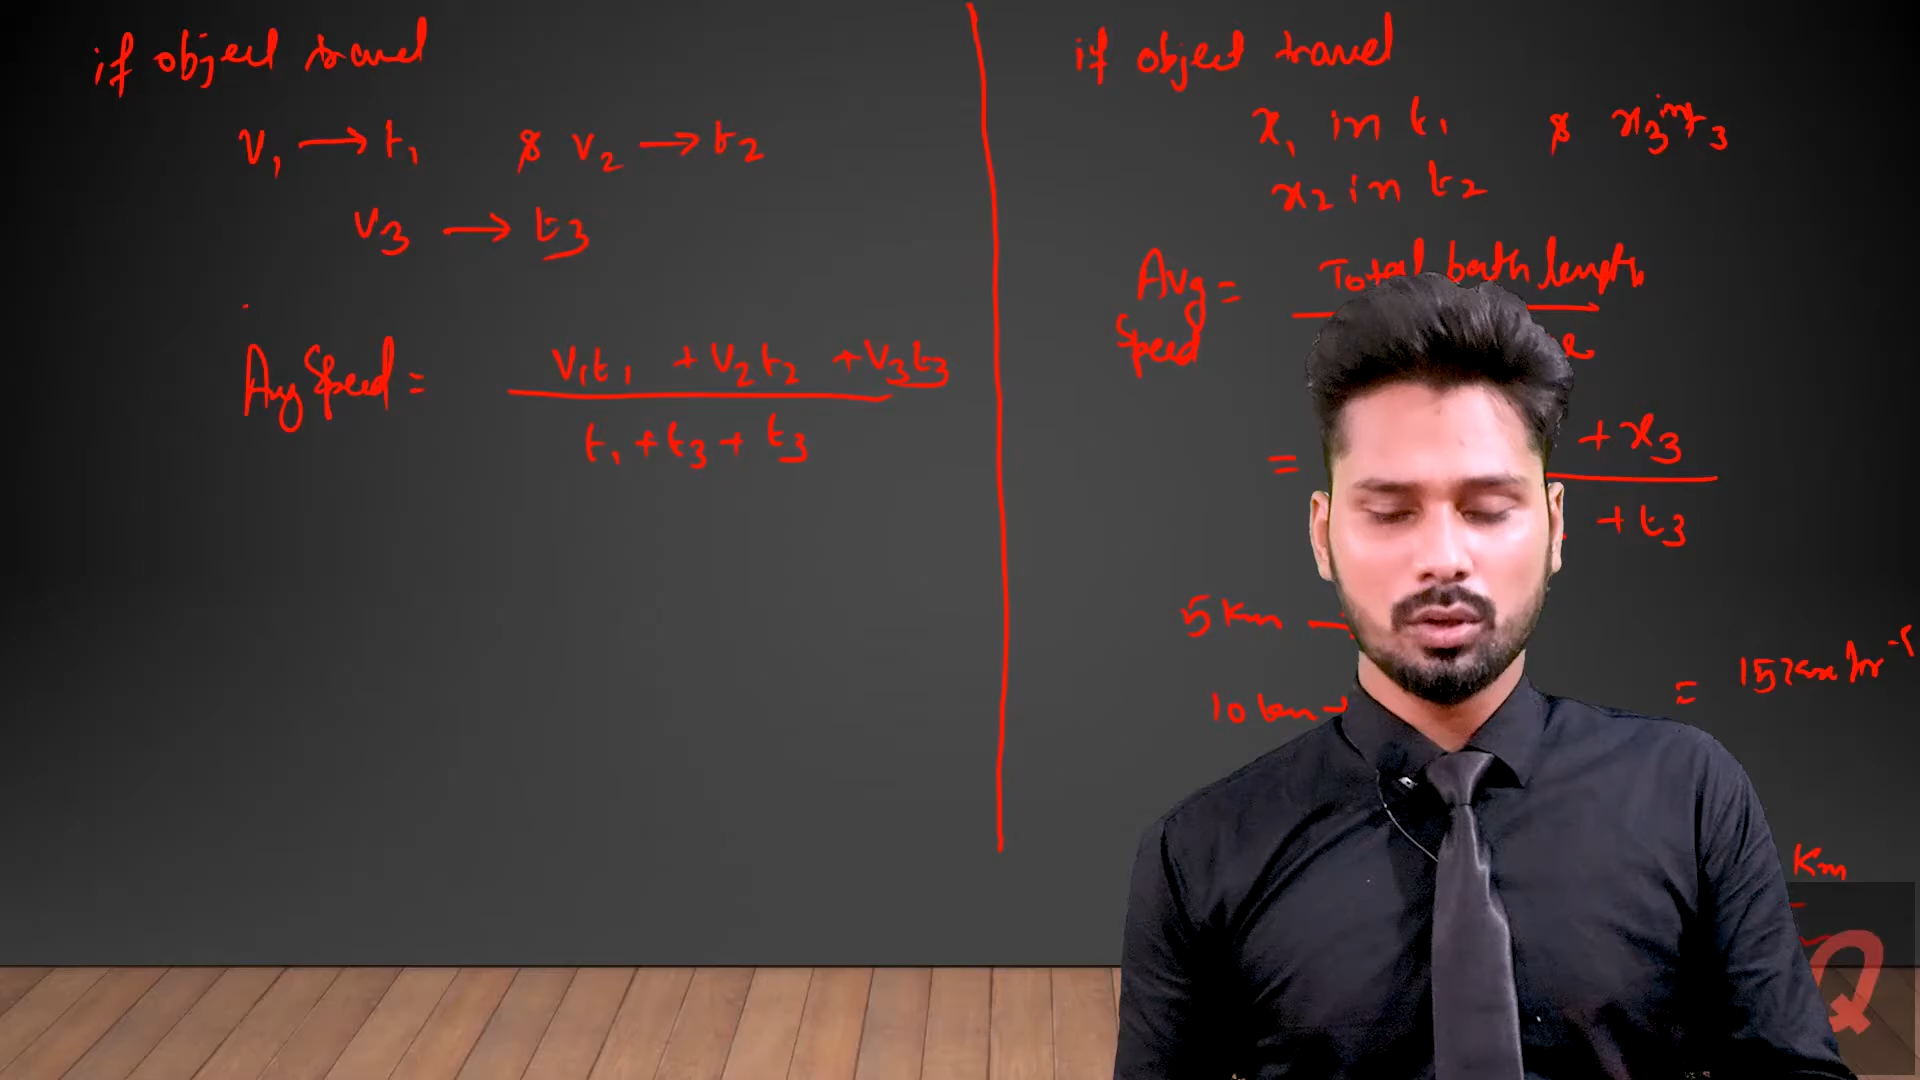 if object travel
v₁ → t₁ & v₂ → t₂
v₃ → t₃
Avg Speed = v₁t₁ + v₂t₂ + v₃t₃
t₁ + t₃ + t₃
if object travel
x₁ in t₁ & x₃ in t₃
x₂ in t₂
Avg Speed = Total path length
= + x₃
+ t₃
5 Km
10 km
= 15 km hr⁻¹
Km